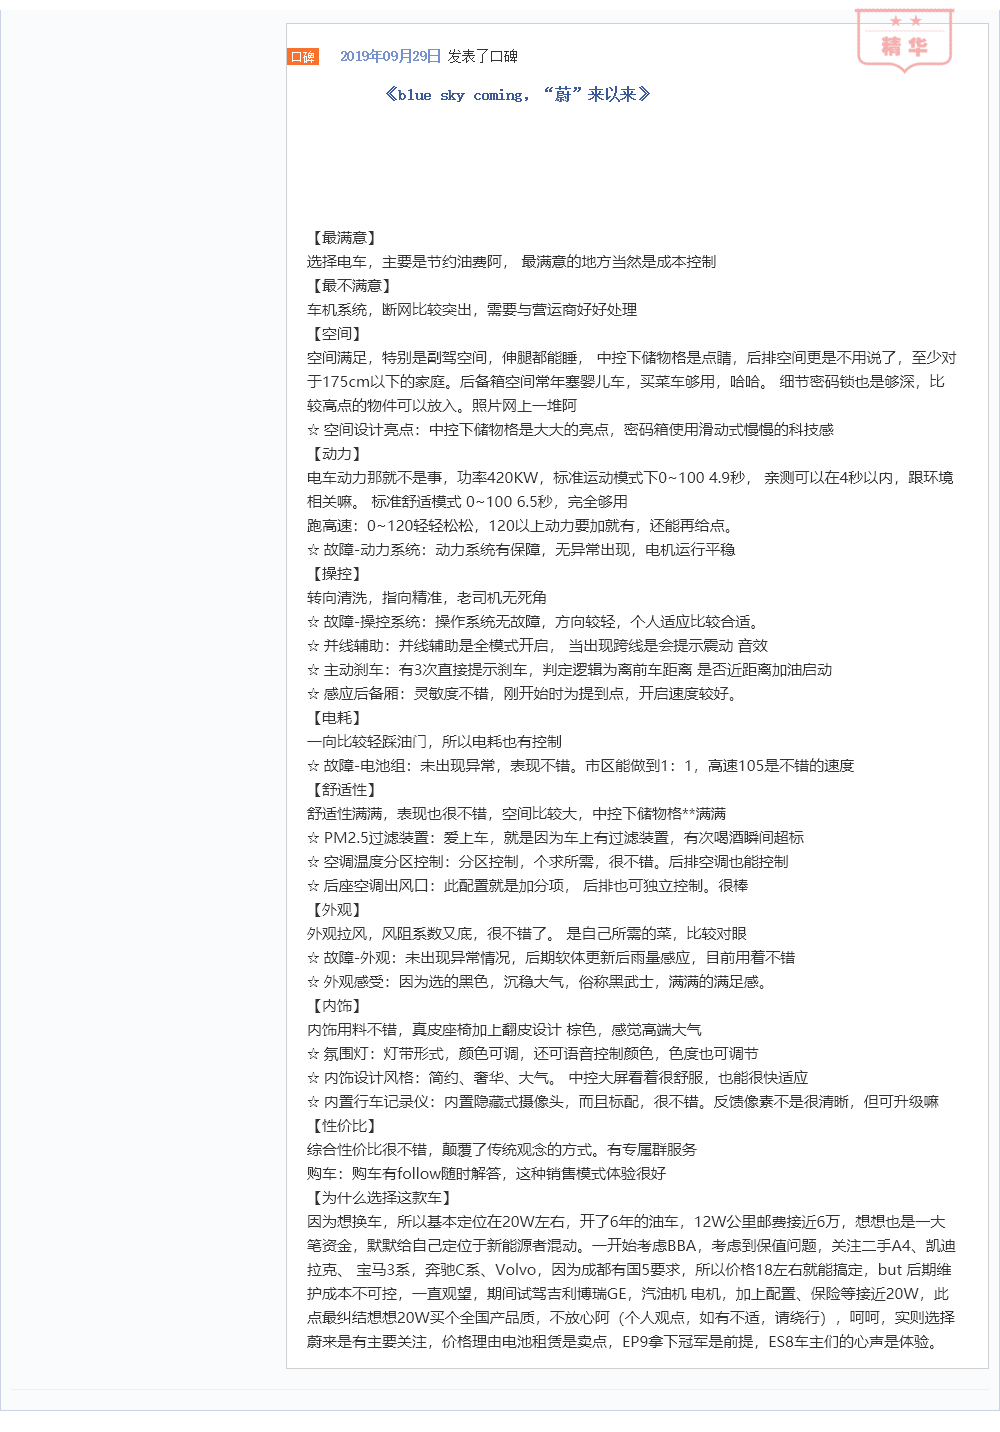 精华
口碑 2019年09月29日 发表了口碑
《blue sky coming，“蔚”来以来》
【最满意】
选择电车，主要是节约油费阿， 最满意的地方当然是成本控制
【最不满意】
车机系统，断网比较突出，需要与营运商好好处理
【空间】
空间满足，特别是副驾空间，伸腿都能睡， 中控下储物格是点睛，后排空间更是不用说了，至少对
于175cm以下的家庭。后备箱空间常年塞婴儿车，买菜车够用，哈哈。 细节密码锁也是够深，比
较高点的物件可以放入。照片网上一堆阿
☆ 空间设计亮点：中控下储物格是大大的亮点，密码箱使用滑动式慢慢的科技感
【动力】
电车动力那就不是事，功率420KW，标准运动模式下0~100 4.9秒， 亲测可以在4秒以内，跟环境
相关嘛。 标准舒适模式 0~100 6.5秒，完全够用
跑高速：0~120轻轻松松，120以上动力要加就有，还能再给点。
☆ 故障-动力系统：动力系统有保障，无异常出现，电机运行平稳
【操控】
转向清洗，指向精准，老司机无死角
☆ 故障-操控系统：操作系统无故障，方向较轻，个人适应比较合适。
☆ 并线辅助：并线辅助是全模式开启， 当出现跨线是会提示震动 音效
☆ 主动刹车：有3次直接提示刹车，判定逻辑为离前车距离 是否近距离加油启动
☆ 感应后备厢：灵敏度不错，刚开始时为提到点，开启速度较好。
【电耗】
一向比较轻踩油门，所以电耗也有控制
☆ 故障-电池组：未出现异常，表现不错。市区能做到1：1，高速105是不错的速度
【舒适性】
舒适性满满，表现也很不错，空间比较大，中控下储物格**满满
☆ PM2.5过滤装置：爱上车，就是因为车上有过滤装置，有次喝酒瞬间超标
☆ 空调温度分区控制：分区控制，个求所需，很不错。后排空调也能控制
☆ 后座空调出风口：此配置就是加分项， 后排也可独立控制。很棒
【外观】
外观拉风，风阻系数又底，很不错了。 是自己所需的菜，比较对眼
☆ 故障-外观：未出现异常情况，后期软体更新后雨量感应，目前用着不错
☆ 外观感受：因为选的黑色，沉稳大气，俗称黑武士，满满的满足感。
【内饰】
内饰用料不错，真皮座椅加上翻皮设计 棕色，感觉高端大气
☆ 氛围灯：灯带形式，颜色可调，还可语音控制颜色，色度也可调节
☆ 内饰设计风格：简约、奢华、大气。 中控大屏看着很舒服，也能很快适应
☆ 内置行车记录仪：内置隐藏式摄像头，而且标配，很不错。反馈像素不是很清晰，但可升级嘛
【性价比】
综合性价比很不错，颠覆了传统观念的方式。有专属群服务
购车：购车有follow随时解答，这种销售模式体验很好
【为什么选择这款车】
因为想换车，所以基本定位在20W左右，开了6年的油车，12W公里邮费接近6万，想想也是一大
笔资金，默默给自己定位于新能源者混动。一开始考虑BBA，考虑到保值问题，关注二手A4、凯迪
拉克、 宝马3系，奔驰C系、Volvo，因为成都有国5要求，所以价格18左右就能搞定，but 后期维
护成本不可控，一直观望，期间试驾吉利博瑞GE，汽油机 电机，加上配置、保险等接近20W，此
点最纠结想想20W买个全国产品质，不放心阿（个人观点，如有不适，请绕行），呵呵，实则选择
蔚来是有主要关注，价格理由电池租赁是卖点，EP9拿下冠军是前提，ES8车主们的心声是体验。